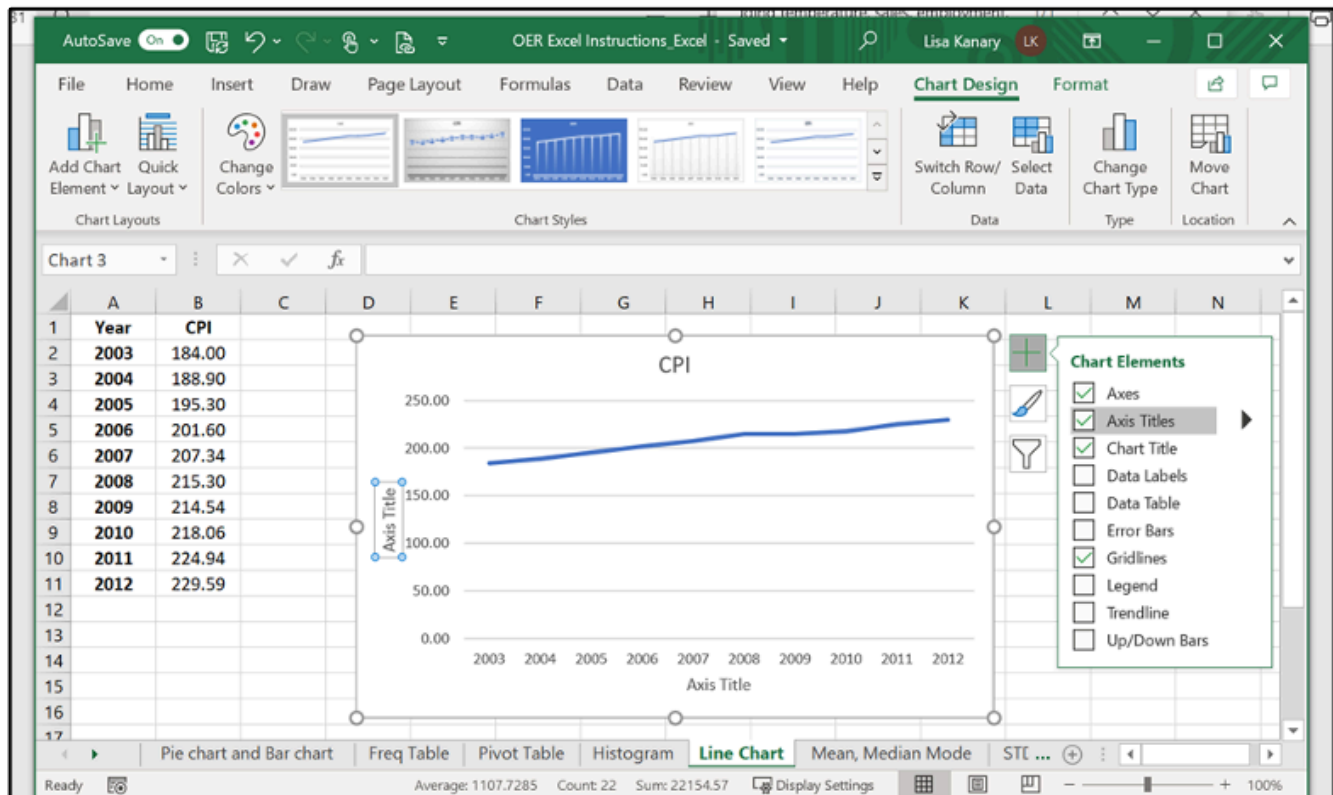 31
AutoSave On
OER Excel Instructions_Excel - Saved
Lisa Kanary LK
File Home Insert Draw Page Layout Formulas Data Review View Help Chart Design Format
Add Chart Element
Quick Layout
Change Colors
Switch Row/ Column
Select Data
Change Chart Type
Move Chart
Chart Layouts Chart Styles Data Type Location
Chart 3 fx
A B C D E F G H I J K L M N
1 Year CPI
2 2003 184.00
3 2004 188.90
4 2005 195.30
5 2006 201.60
6 2007 207.34
7 2008 215.30
8 2009 214.54
9 2010 218.06
10 2011 224.94
11 2012 229.59
12
13
14
15
16
17
CPI
250.00
200.00
150.00
100.00
50.00
0.00
Axis Title
2003 2004 2005 2006 2007 2008 2009 2010 2011 2012
Axis Title
Chart Elements
Axes
Axis Titles
Chart Title
Data Labels
Data Table
Error Bars
Gridlines
Legend
Trendline
Up/Down Bars
Pie chart and Bar chart Freq Table Pivot Table Histogram Line Chart Mean, Median Mode STD ...
Ready Average: 1107.7285 Count: 22 Sum: 22154.57 Display Settings 100%